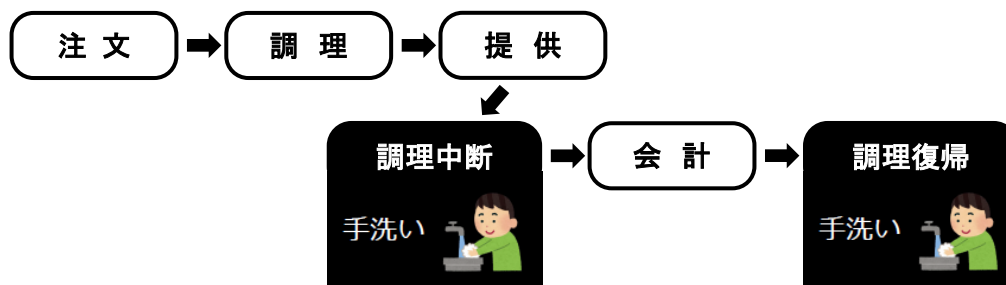 注文
調理
提供
調理中断
手洗い
会計
調理復帰
手洗い